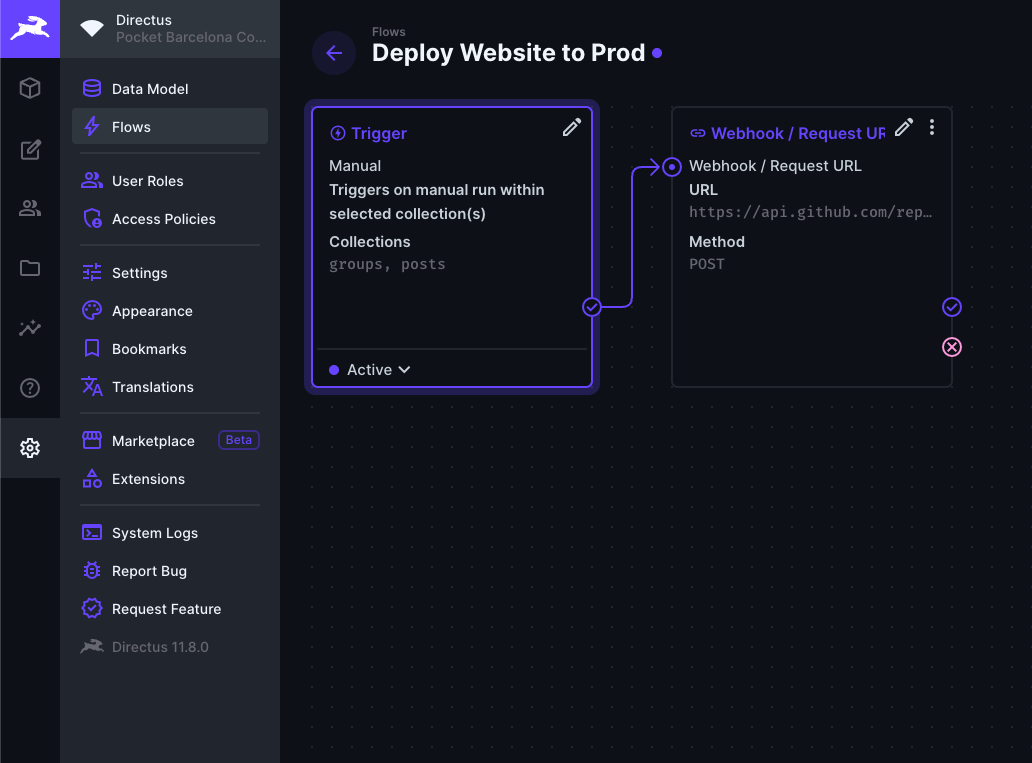 Directus
Pocket Barcelona Co...
Data Model
Flows
User Roles
Access Policies
Settings
Appearance
Bookmarks
Translations
Marketplace
Beta
Extensions
System Logs
Report Bug
Request Feature
Directus 11.8.0
Flows
Deploy Website to Prod
Trigger
Manual
Triggers on manual run within
selected collection(s)
Collections
groups, posts
Active
Webhook / Request UR
Webhook / Request URL
URL
https://api.github.com/rep…
Method
POST